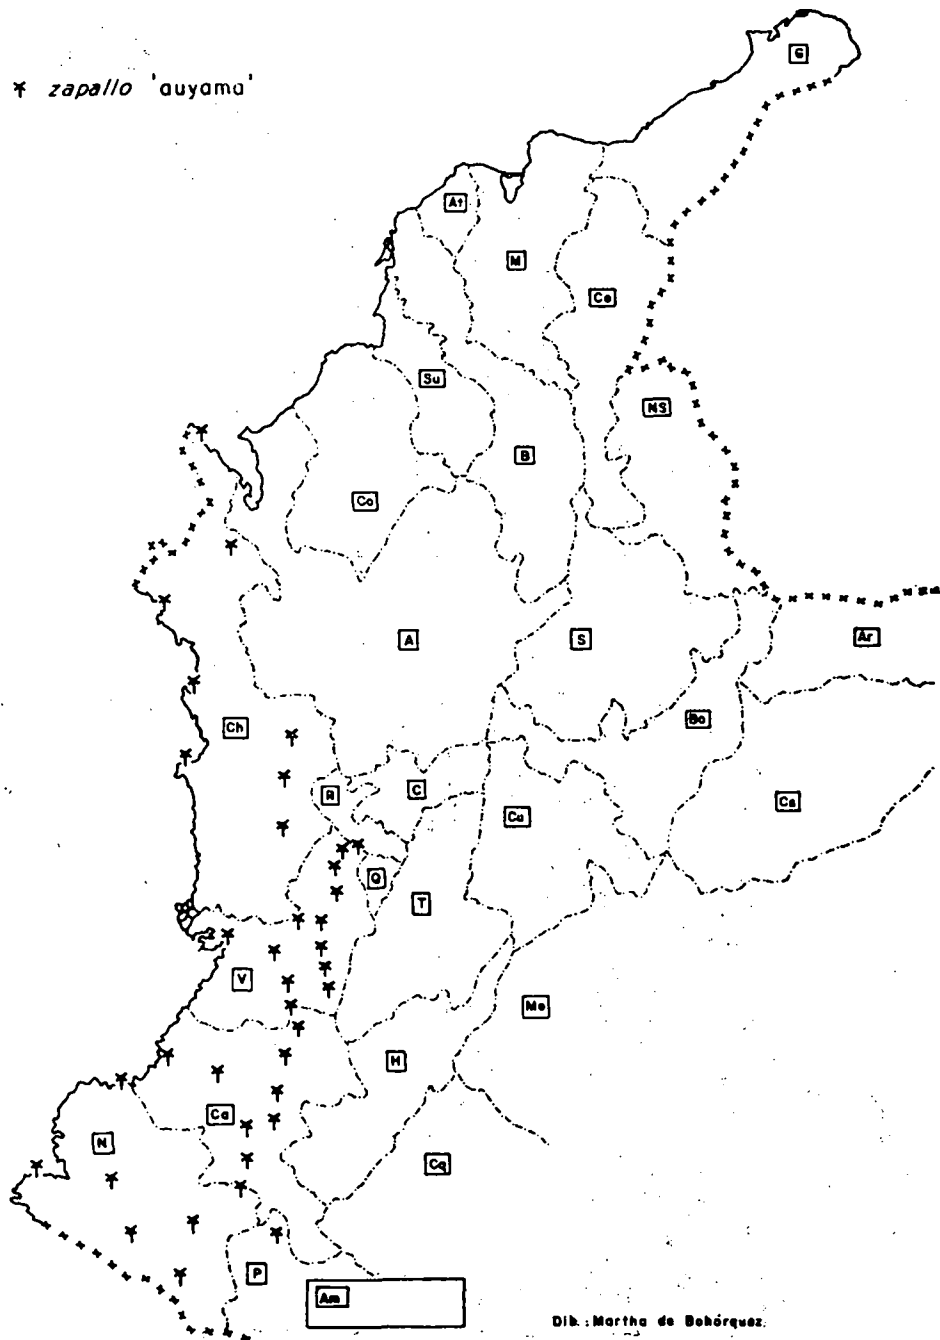 G
⚹ zapallo 'auyama'
At
M
Ce
Su
NS
B
Co
A
S
Ar
Ch
Bo
R
C
Cu
Ca
Q
T
V
Me
H
Ca
N
Cq
P
Am
Dib.: Martha de Bohórquez.